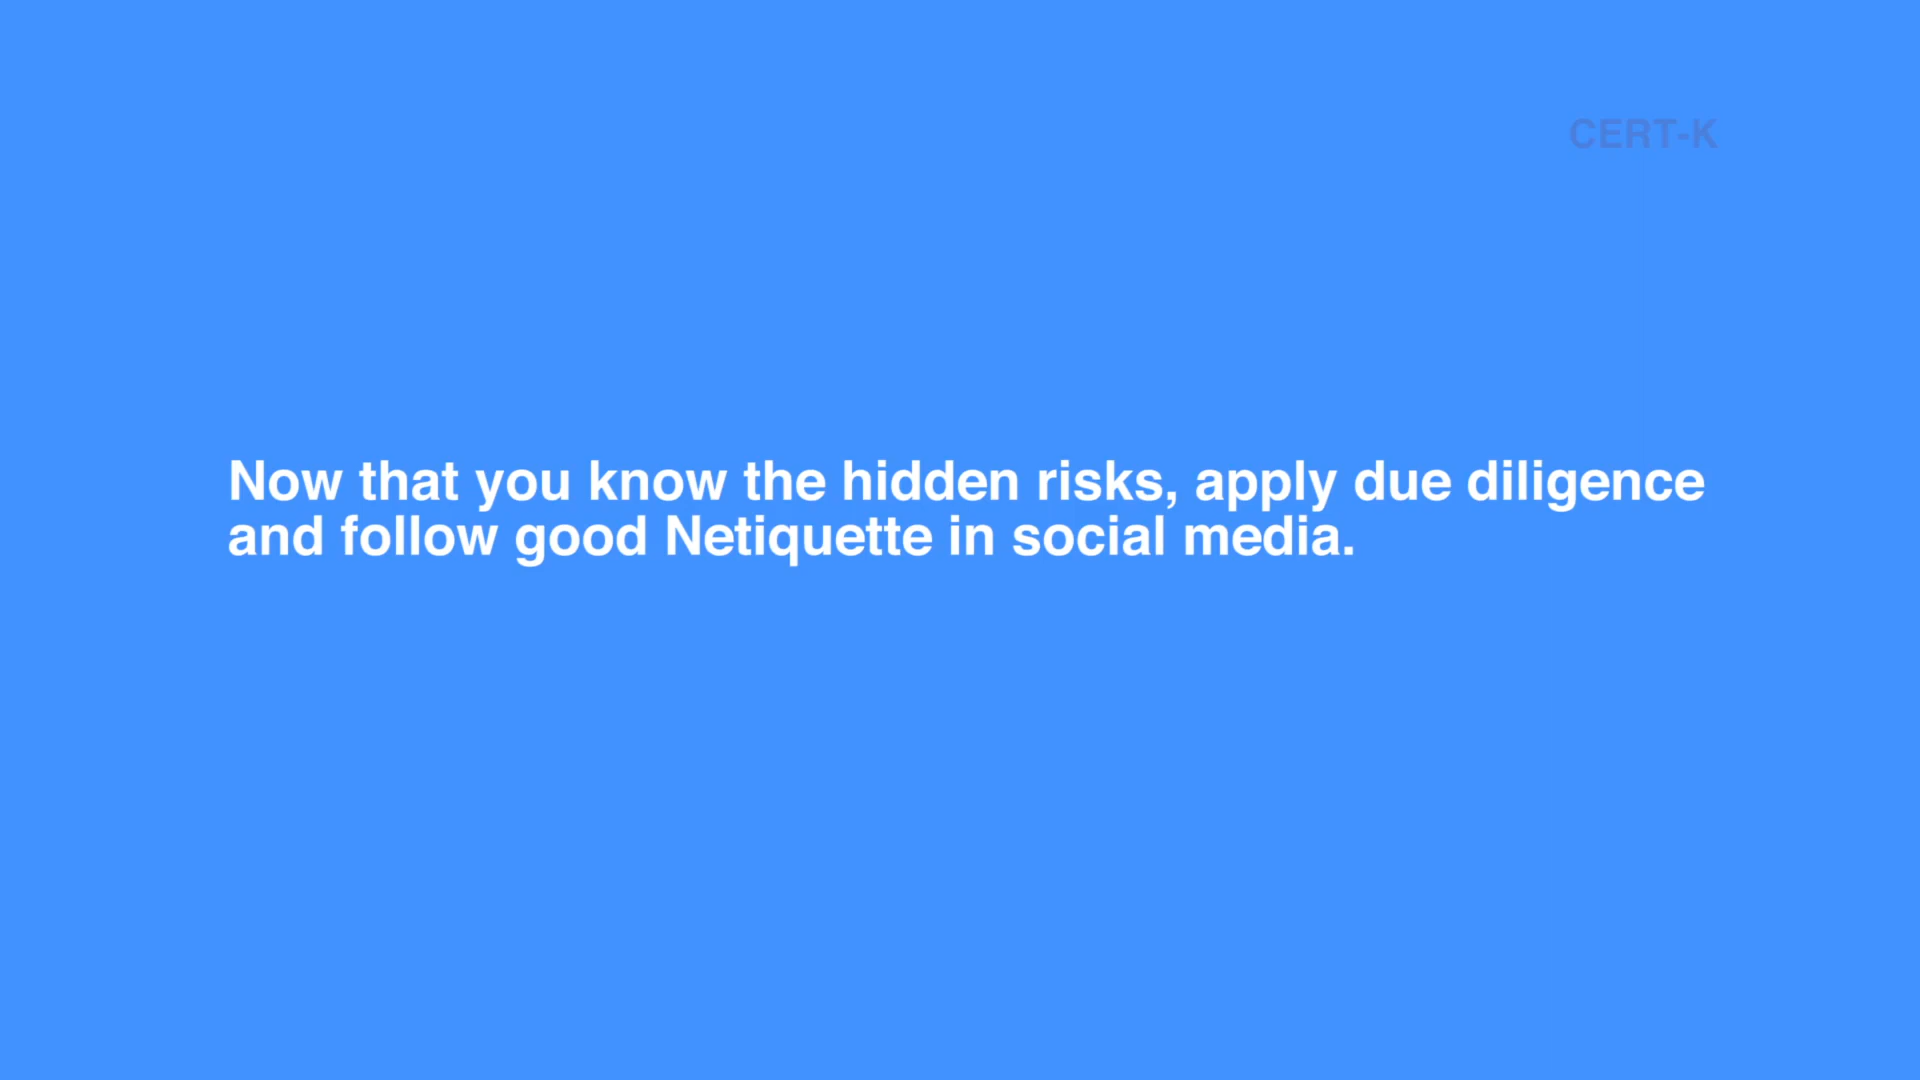 CERT-K
Now that you know the hidden risks, apply due diligence
and follow good Netiquette in social media.